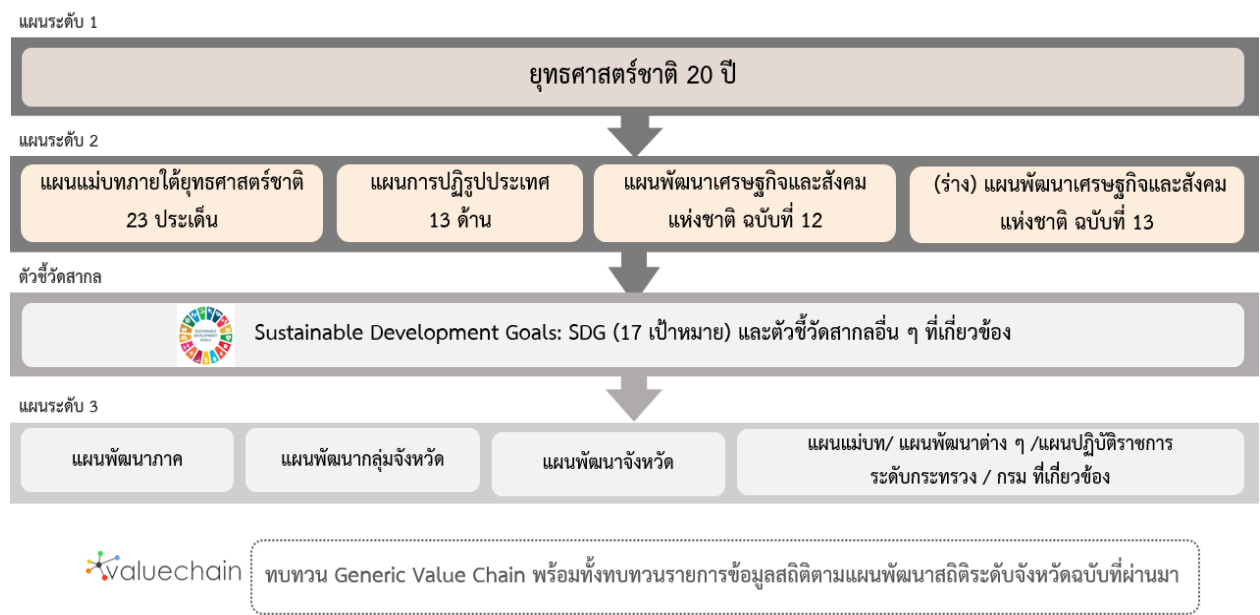 แผนระดับ 1
ยุทธศาสตร์ชาติ 20 ปี
แผนระดับ 2
แผนแม่บทภายใต้ยุทธศาสตร์ชาติ
23 ประเด็น
แผนการปฏิรูปประเทศ
13 ด้าน
แผนพัฒนาเศรษฐกิจและสังคม
แห่งชาติ ฉบับที่ 12
(ร่าง) แผนพัฒนาเศรษฐกิจและสังคม
แห่งชาติ ฉบับที่ 13
ตัวชี้วัดสากล
SUSTAINABLE
DEVELOPMENT
GOALS
Sustainable Development Goals: SDG (17 เป้าหมาย) และตัวชี้วัดสากลอื่น ๆ ที่เกี่ยวข้อง
แผนระดับ 3
แผนพัฒนาภาค
แผนพัฒนากลุ่มจังหวัด
แผนพัฒนาจังหวัด
แผนแม่บท/ แผนพัฒนาต่าง ๆ /แผนปฏิบัติราชการ
ระดับกระทรวง / กรม ที่เกี่ยวข้อง
valuechain
ทบทวน Generic Value Chain พร้อมทั้งทบทวนรายการข้อมูลสถิติตามแผนพัฒนาสถิติระดับจังหวัดฉบับที่ผ่านมา